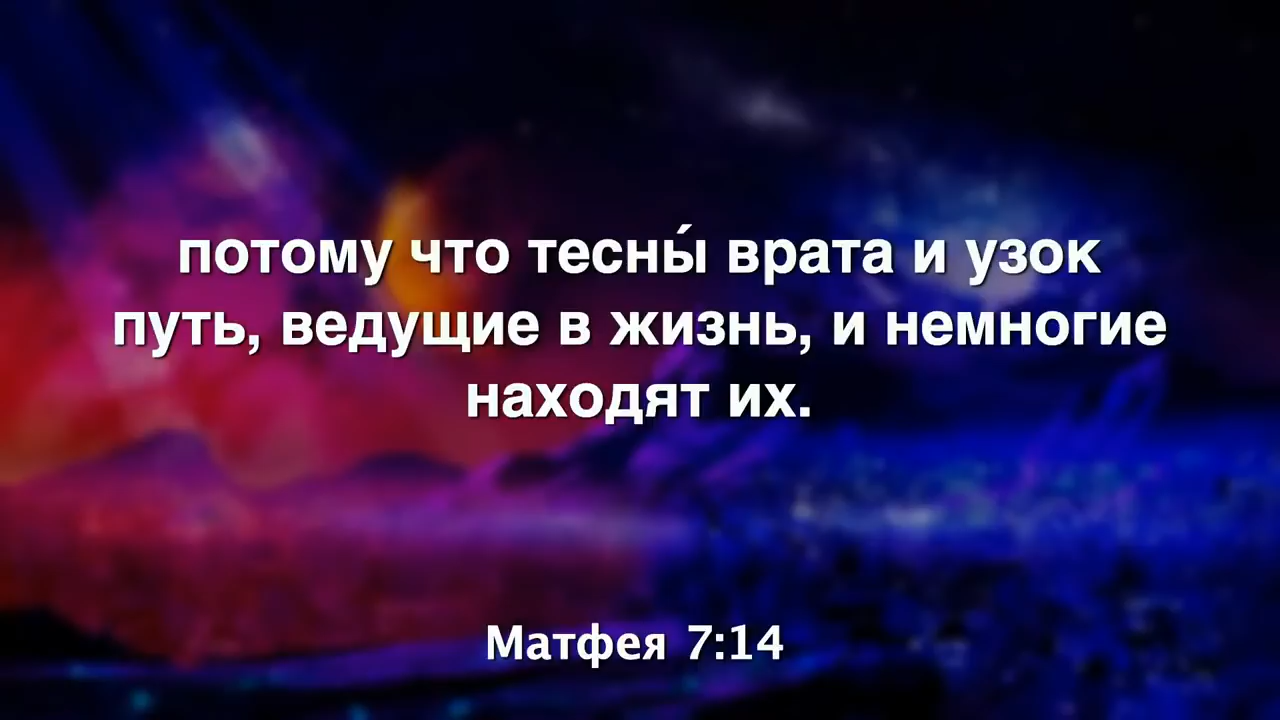 потому что тесны́ врата и узок
путь, ведущие в жизнь, и немногие
находят их.
Матфея 7:14